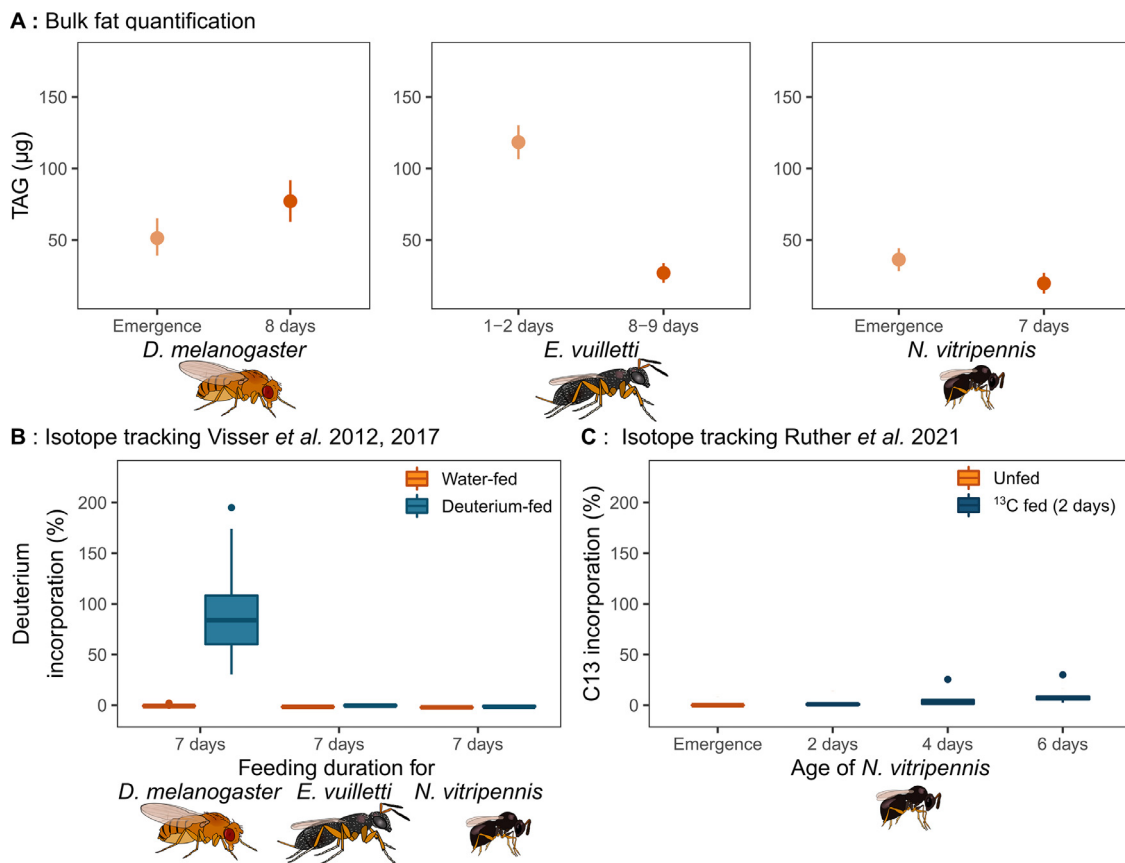 A : Bulk fat quantification
TAG (µg)
150
100
50
Emergence
8 days
D. melanogaster
150
100
50
1−2 days
8−9 days
E. vuilletti
150
100
50
Emergence
7 days
N. vitripennis
B : Isotope tracking Visser et al. 2012, 2017
Deuterium
incorporation (%)
200
150
100
50
0
Water-fed
Deuterium-fed
7 days
7 days
7 days
Feeding duration for
D. melanogaster
E. vuilletti
N. vitripennis
C : Isotope tracking Ruther et al. 2021
C13 incorporation (%)
200
150
100
50
0
Unfed
¹³C fed (2 days)
Emergence
2 days
4 days
6 days
Age of N. vitripennis